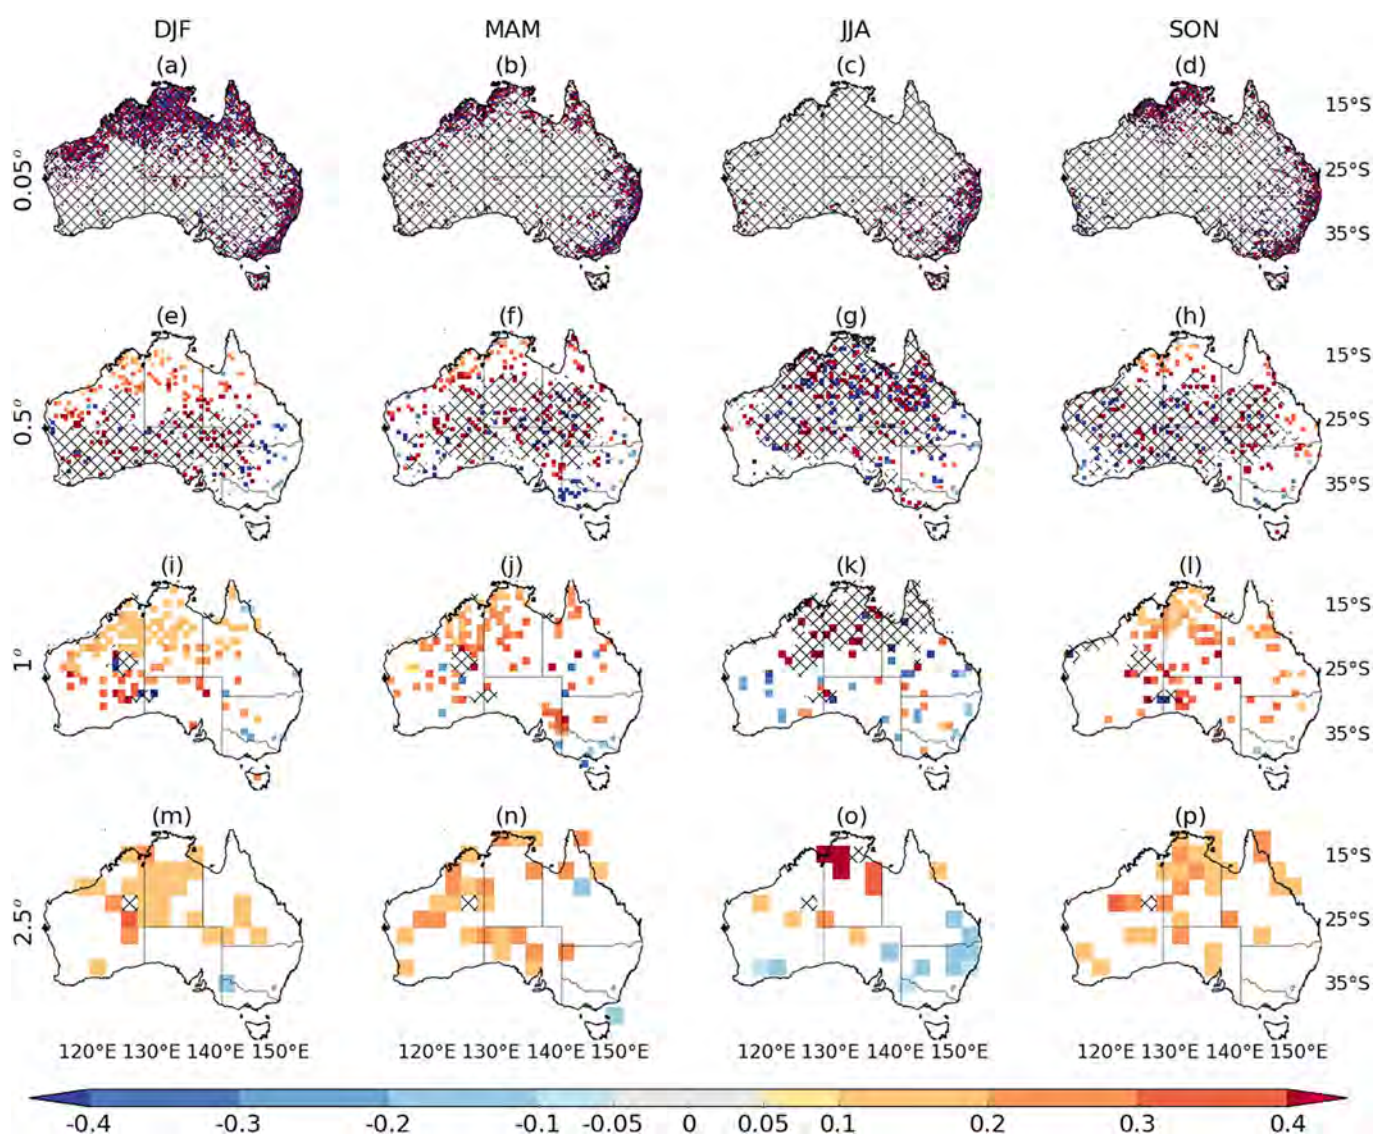 DJF MAM JJA SON
(a) (b) (c) (d)
0.05° 15°S 25°S 35°S
(e) (f) (g) (h)
0.5° 15°S 25°S 35°S
(i) (j) (k) (l)
1° 15°S 25°S 35°S
(m) (n) (o) (p)
2.5° 15°S 25°S 35°S
120°E 130°E 140°E 150°E 120°E 130°E 140°E 150°E 120°E 130°E 140°E 150°E 120°E 130°E 140°E 150°E
-0.4 -0.3 -0.2 -0.1 -0.05 0 0.05 0.1 0.2 0.3 0.4